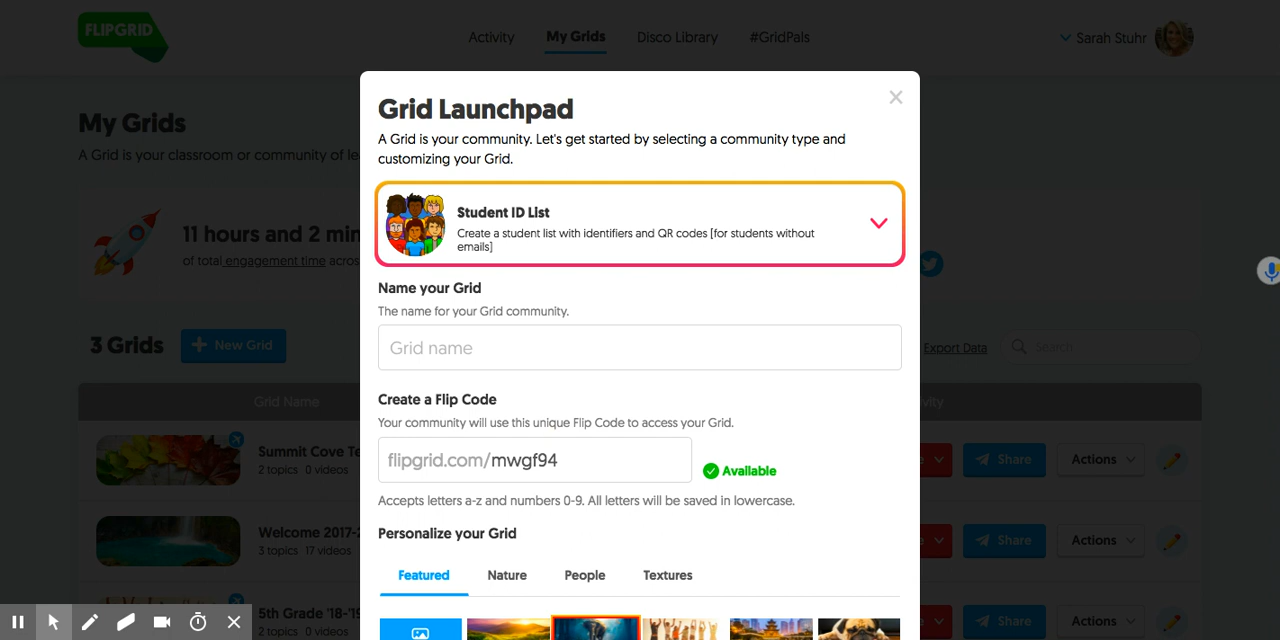 FLIPGRID
Activity My Grids Disco Library #GridPals
Sarah Stuhr
My Grids
A Grid is your classroom or community of
11 hours and 2 min
of total engagement time
3 Grids
New Grid
Export Data
Search
Grid Name
Summit Cove
2 topics 0 videos
Share
Actions
Welcome
3 topics 17 videos
Share
Actions
5th Grade
2 topics 0 videos
Share
Actions
Grid Launchpad
A Grid is your community. Let's get started by selecting a community type and
customizing your Grid.
Student ID List
Create a student list with identifiers and QR codes [for students without
emails]
Name your Grid
The name for your Grid community.
Grid name
Create a Flip Code
Your community will use this unique Flip Code to access your Grid.
flipgrid.com/mwgf94
Available
Accepts letters a-z and numbers 0-9. All letters will be saved in lowercase.
Personalize your Grid
Featured Nature People Textures